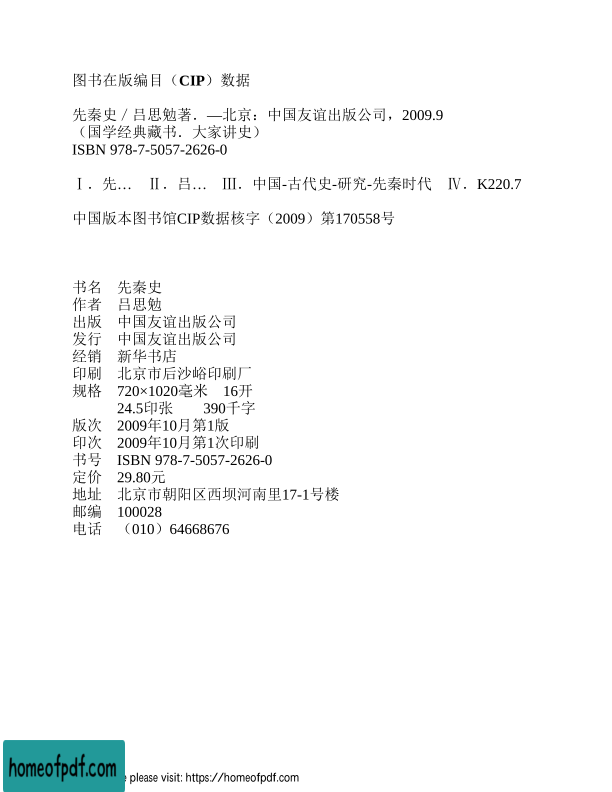 图书在版编目（CIP）数据
先秦史／吕思勉著．—北京：中国友谊出版公司，2009.9
（国学经典藏书．大家讲史）
ISBN 978-7-5057-2626-0
Ⅰ．先…　Ⅱ．吕…　Ⅲ．中国-古代史-研究-先秦时代　Ⅳ．K220.7
中国版本图书馆CIP数据核字（2009）第170558号
书名　先秦史
作者　吕思勉
出版　中国友谊出版公司
发行　中国友谊出版公司
经销　新华书店
印刷　北京市后沙峪印刷厂
规格　720×1020毫米　16开
24.5印张　　390千字
版次　2009年10月第1版
印次　2009年10月第1次印刷
书号　ISBN 978-7-5057-2626-0
定价　29.80元
地址　北京市朝阳区西坝河南里17-1号楼
邮编　100028
电话　（010）64668676
homeofpdf.com
please visit: https://homeofpdf.com